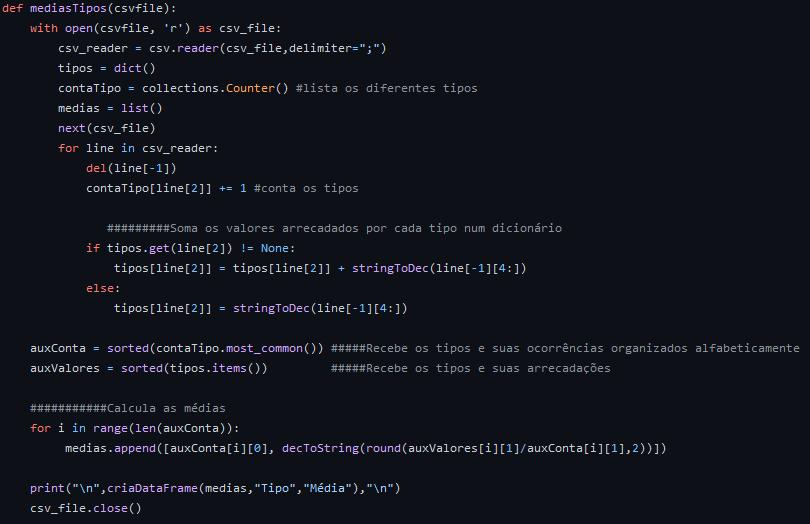 def mediasTipos(csvfile):
    with open(csvfile, 'r') as csv_file:
        csv_reader = csv.reader(csv_file,delimiter=";")
        tipos = dict()
        contaTipo = collections.Counter() #lista os diferentes tipos
        medias = list()
        next(csv_file)
        for line in csv_reader:
            del(line[-1])
            contaTipo[line[2]] += 1 #conta os tipos
               #########Soma os valores arrecadados por cada tipo num dicionário
            if tipos.get(line[2]) != None:
                tipos[line[2]] = tipos[line[2]] + stringToDec(line[-1][4:])
            else:
                tipos[line[2]] = stringToDec(line[-1][4:])
    auxConta = sorted(contaTipo.most_common()) #####Recebe os tipos e suas ocorrências organizados alfabeticamente
    auxValores = sorted(tipos.items())         #####Recebe os tipos e suas arrecadações
    ###########Calcula as médias
    for i in range(len(auxConta)):
         medias.append([auxConta[i][0], decToString(round(auxValores[i][1]/auxConta[i][1],2))])
    print("\n",criaDataFrame(medias,"Tipo","Média"),"\n")
    csv_file.close()